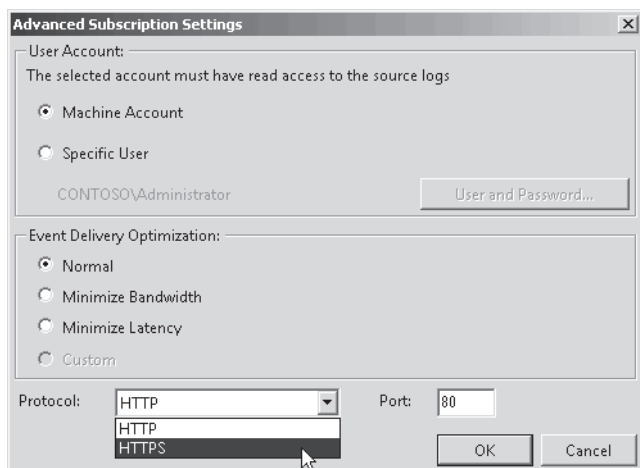 Advanced Subscription Settings
User Account:
The selected account must have read access to the source logs
Machine Account
Specific User
CONTOSO\Administrator
User and Password...
Event Delivery Optimization:
Normal
Minimize Bandwidth
Minimize Latency
Custom
Protocol: HTTP Port: 80
HTTP
HTTPS
OK Cancel